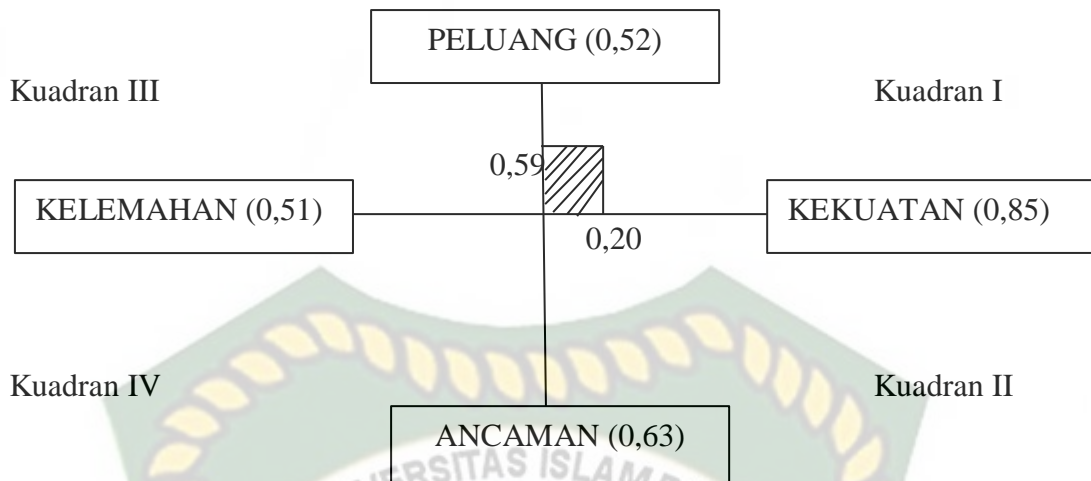 PELUANG (0,52)
Kuadran III
Kuadran I
0,59
KELEMAHAN (0,51)
KEKUATAN (0,85)
0,20
Kuadran IV
Kuadran II
ANCAMAN (0,63)
ISLAM